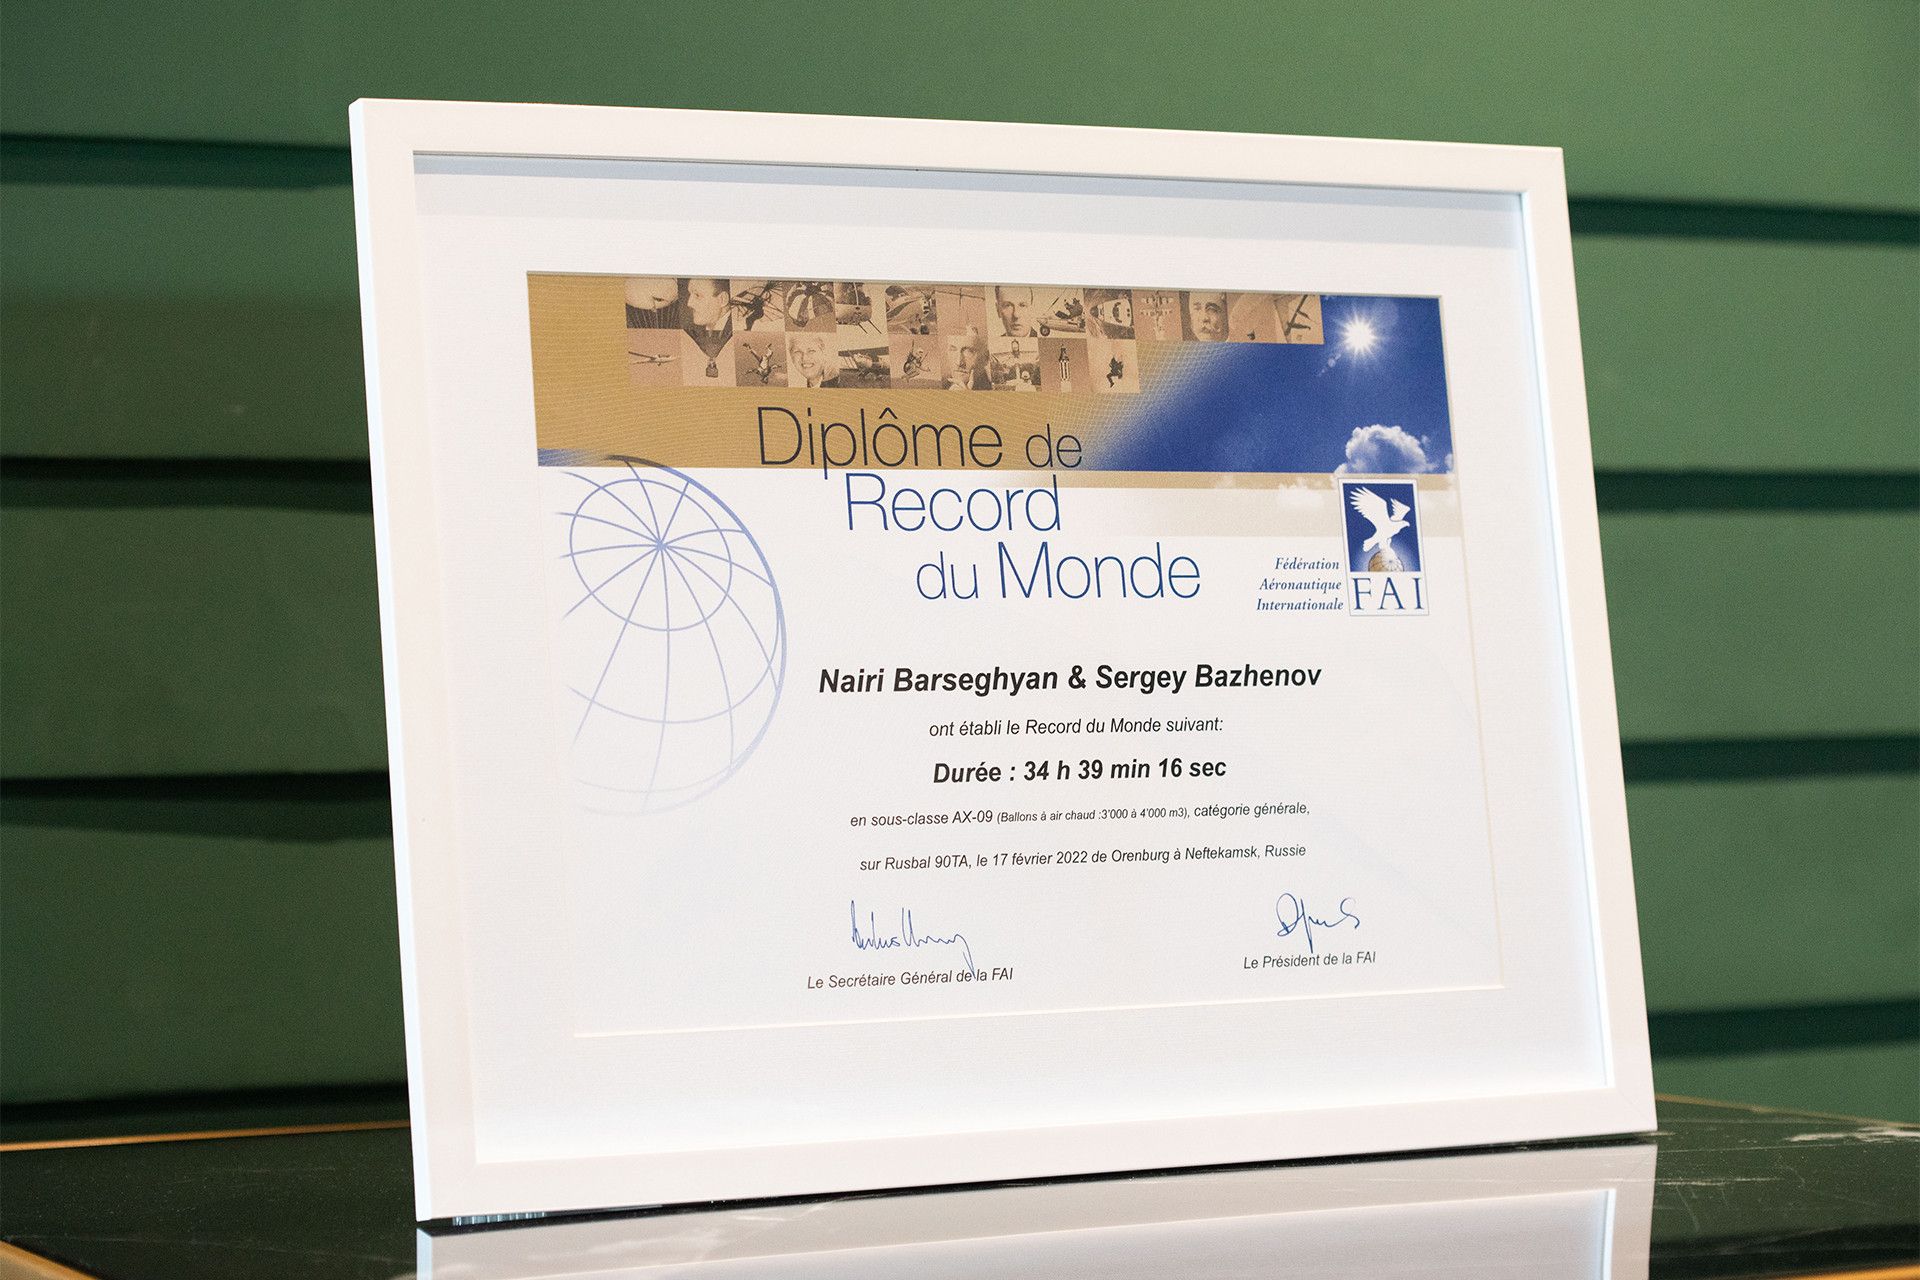 Diplôme de
Record
du Monde
Fédération
Aéronautique
Internationale
FAI
Nairi Barseghyan & Sergey Bazhenov
ont établi le Record du Monde suivant:
Durée : 34 h 39 min 16 sec
en sous-classe AX-09 (Ballons à air chaud :3'000 à 4'000 m3), catégorie générale,
sur Rusbal 90TA, le 17 février 2022 de Orenburg à Neftekamsk, Russie
Le Secrétaire Général de la FAI
Le Président de la FAI